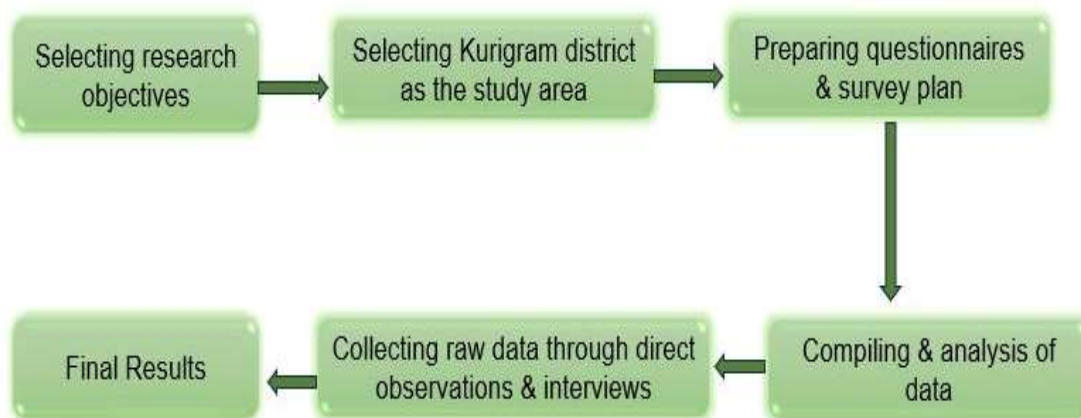 Selecting research
objectives
Selecting Kurigram district
as the study area
Preparing questionnaires
& survey plan
Compiling & analysis of
data
Collecting raw data through direct
observations & interviews
Final Results